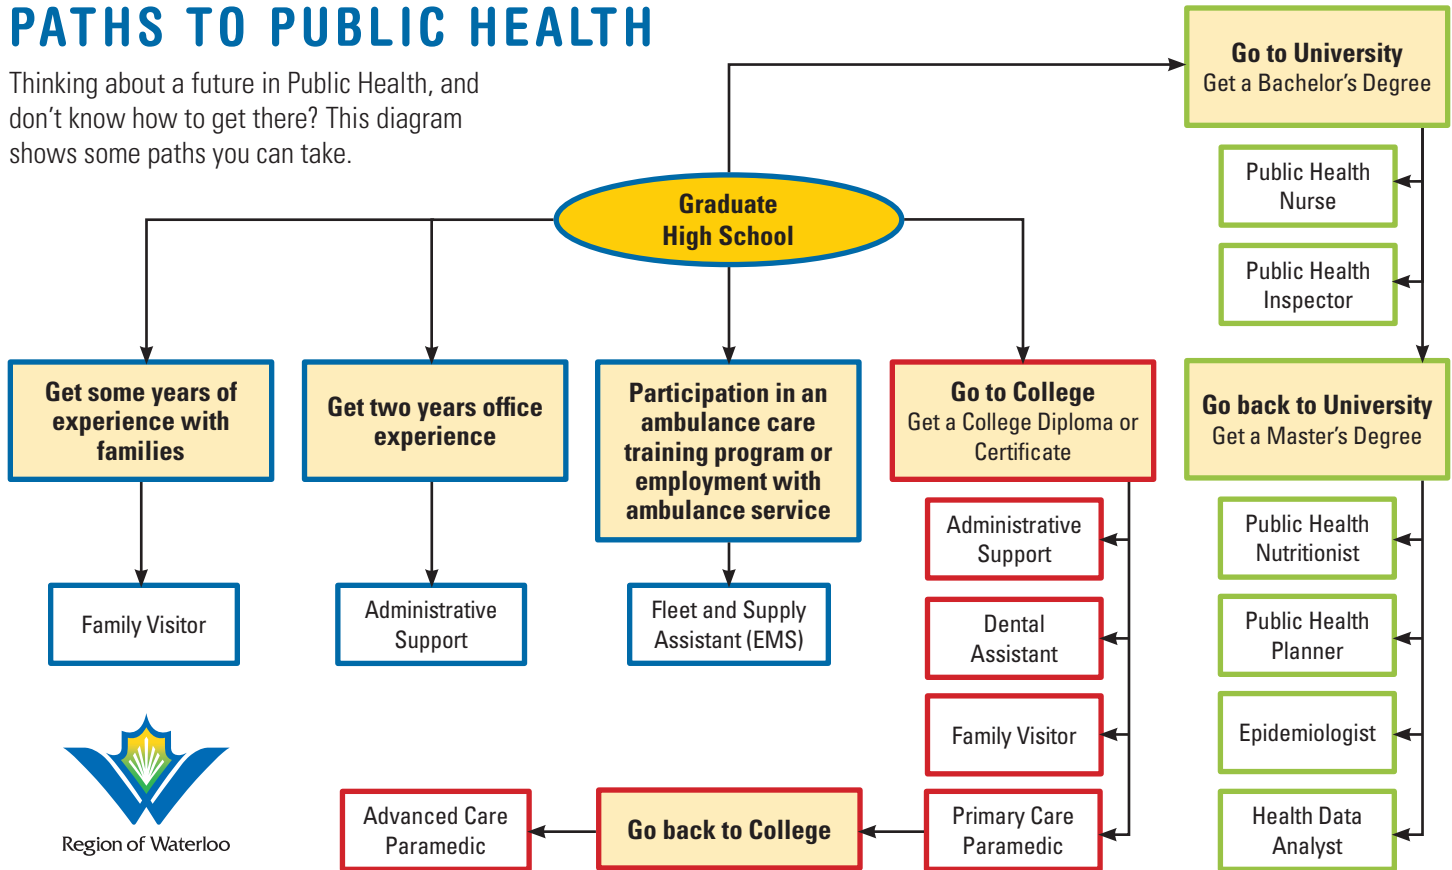 PATHS TO PUBLIC HEALTH
Thinking about a future in Public Health, and
don't know how to get there? This diagram
shows some paths you can take.
Graduate
High School
Go to University
Get a Bachelor's Degree
Public Health
Nurse
Public Health
Inspector
Get some years of
experience with
families
Get two years office
experience
Participation in an
ambulance care
training program or
employment with
ambulance service
Go to College
Get a College Diploma or
Certificate
Go back to University
Get a Master's Degree
Family Visitor
Administrative
Support
Fleet and Supply
Assistant (EMS)
Administrative
Support
Dental
Assistant
Family Visitor
Primary Care
Paramedic
Go back to College
Advanced Care
Paramedic
Public Health
Nutritionist
Public Health
Planner
Epidemiologist
Health Data
Analyst
Region of Waterloo